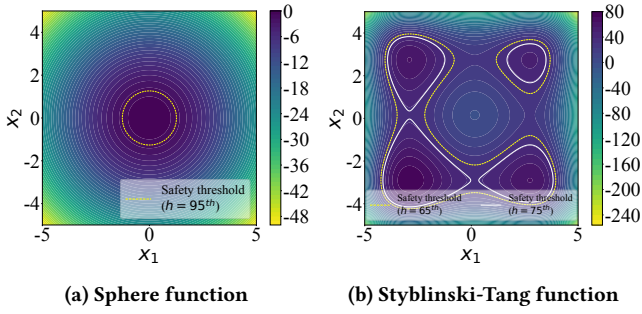 4
2
0
-2
-4
x₂
-5
0
5
x₁
0
-6
-12
-18
-24
-30
-36
-42
-48
Safety threshold
(h = 95ᵗʰ)
(a) Sphere function
4
2
0
-2
-4
x₂
-5
0
5
x₁
80
40
0
-40
-80
-120
-160
-200
-240
Safety threshold
(h = 65ᵗʰ)
Safety threshold
(h = 75ᵗʰ)
(b) Styblinski-Tang function